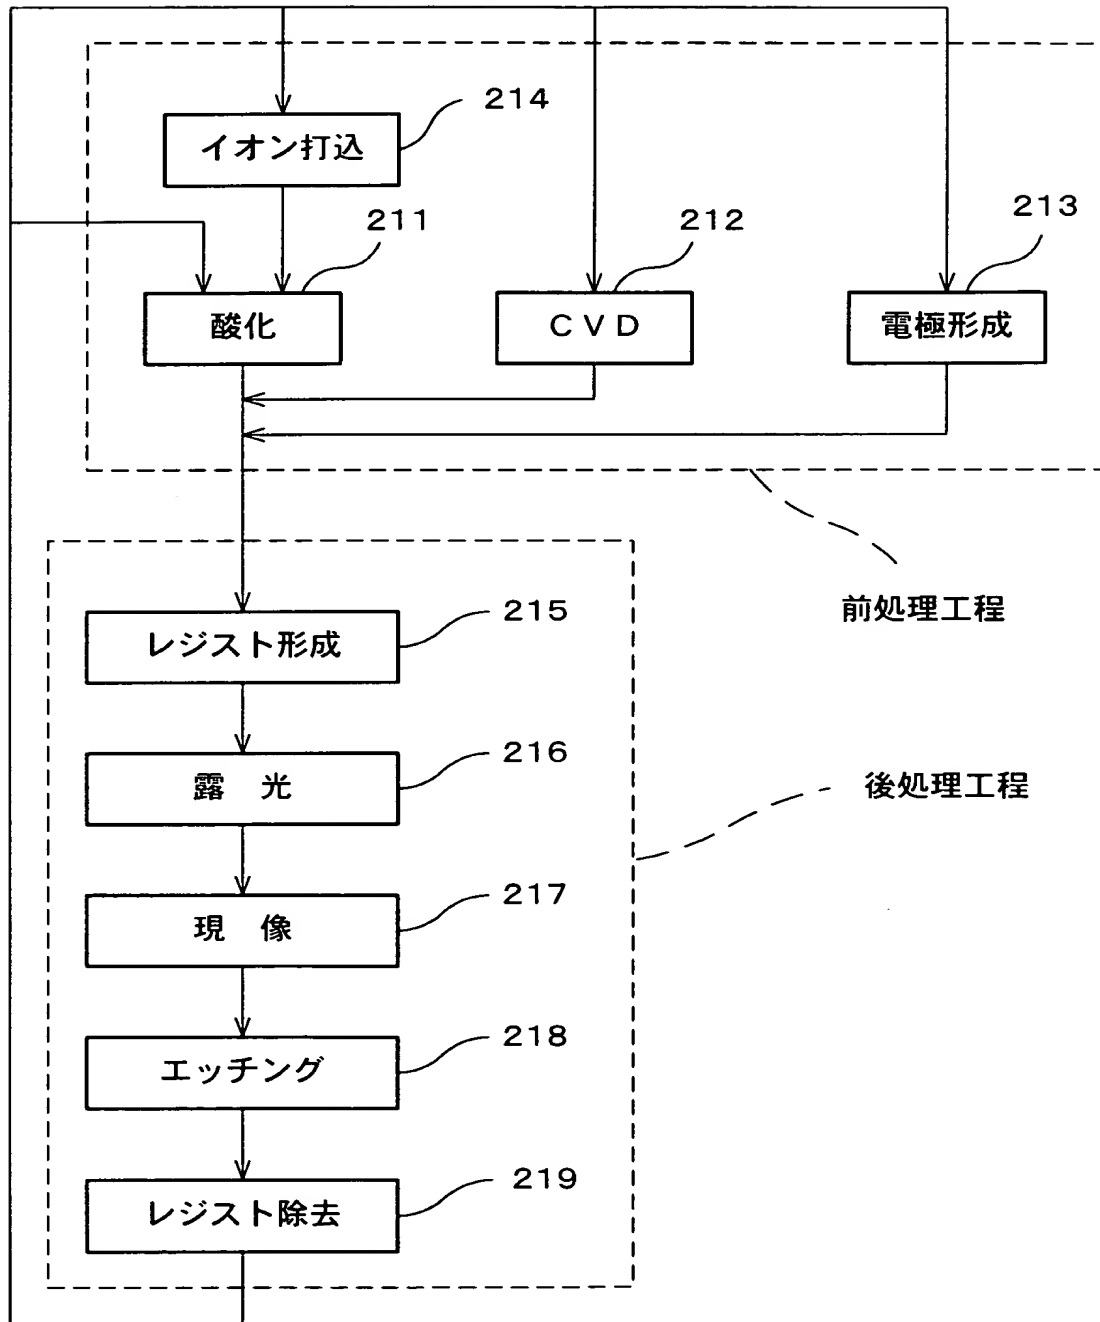 214
イオン打込
211
212
213
酸化
CVD
電極形成
前処理工程
215
レジスト形成
216
露 光
後処理工程
217
現 像
218
エッチング
219
レジスト除去